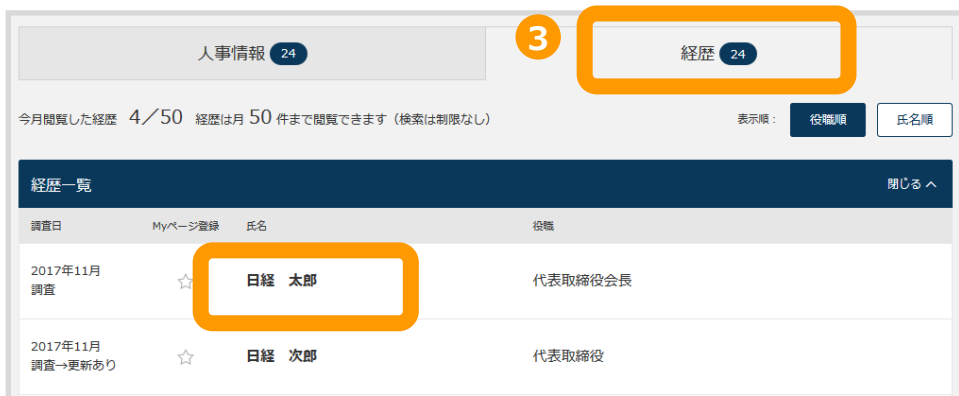 人事情報 24
3
経歴 24
今月閲覧した経歴 4/50 経歴は月 50 件まで閲覧できます(検索は制限なし)
表示順: 役職順 氏名順
経歴一覧 閉じる
調査日 Myページ登録 氏名 役職
2017年11月
調査
日経 太郎 代表取締役会長
2017年11月
調査→更新あり
日経 次郎 代表取締役